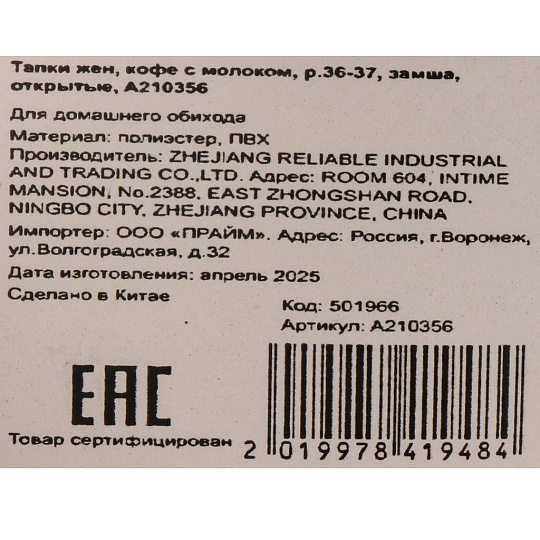 Тапки жен, кофе с молоком, р.36-37, замша,
открытые, А210356
Для домашнего обихода
Материал: полиэстер, ПВХ
Производитель: ZHEJIANG RELIABLE INDUSTRIAL
AND TRADING CO.,LTD. Адрес: ROOM 604, INTIME
MANSION, No.2388, EAST ZHONGSHAN ROAD,
NINGBO CITY, ZHEJIANG PROVINCE, CHINA
Импортер: ООО «ПРАЙМ». Адрес: Россия, г.Воронеж,
ул.Волгоградская, д.32
Дата изготовления: апрель 2025
Сделано в Китае
Код: 501966
Артикул: А210356
EAC
Товар сертифицирован
2 019978 419484